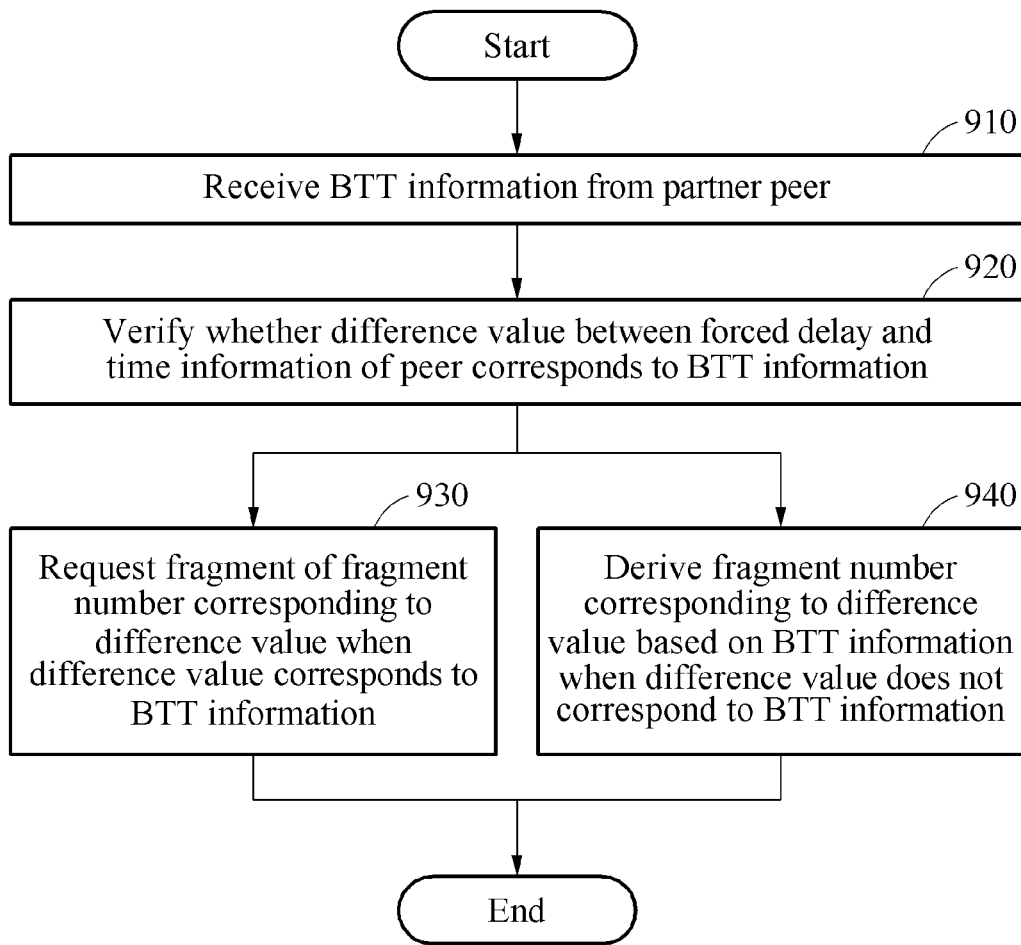 Start
910
Receive BTT information from partner peer
920
Verify whether difference value between forced delay and
time information of peer corresponds to BTT information
930
Request fragment of fragment
number corresponding to
difference value when
difference value corresponds to
BTT information
940
Derive fragment number
corresponding to difference
value based on BTT information
when difference value does not
correspond to BTT information
End